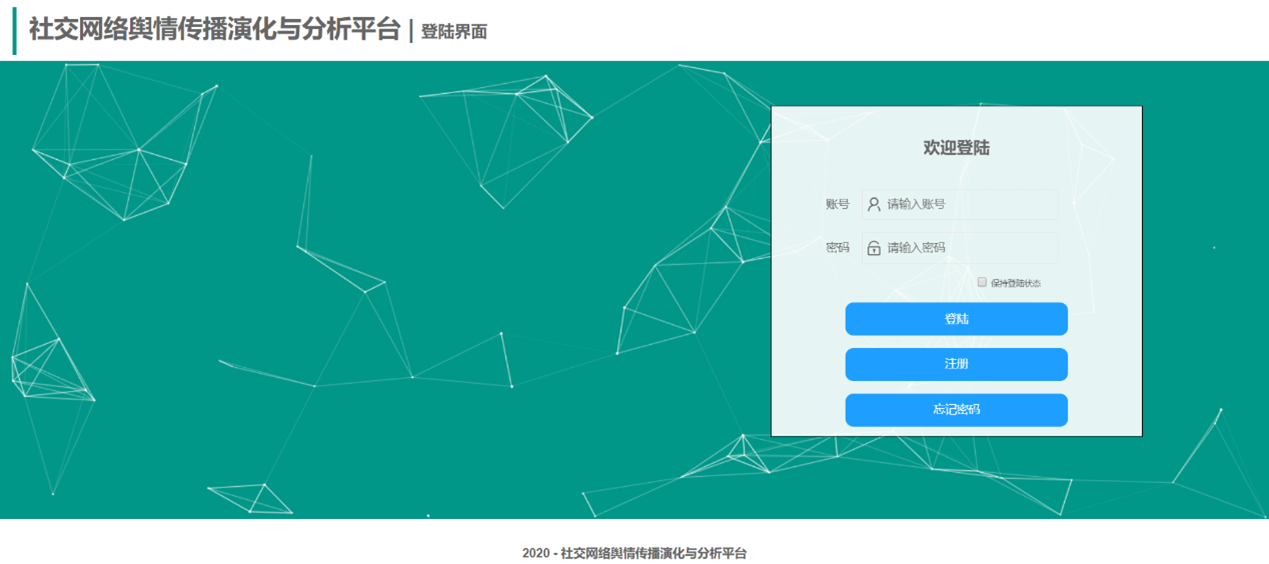 社交网络舆情传播演化与分析平台 | 登陆界面
欢迎登陆
账号 请输入账号
密码 请输入密码
保持登陆状态
登陆
注册
忘记密码
2020 - 社交网络舆情传播演化与分析平台